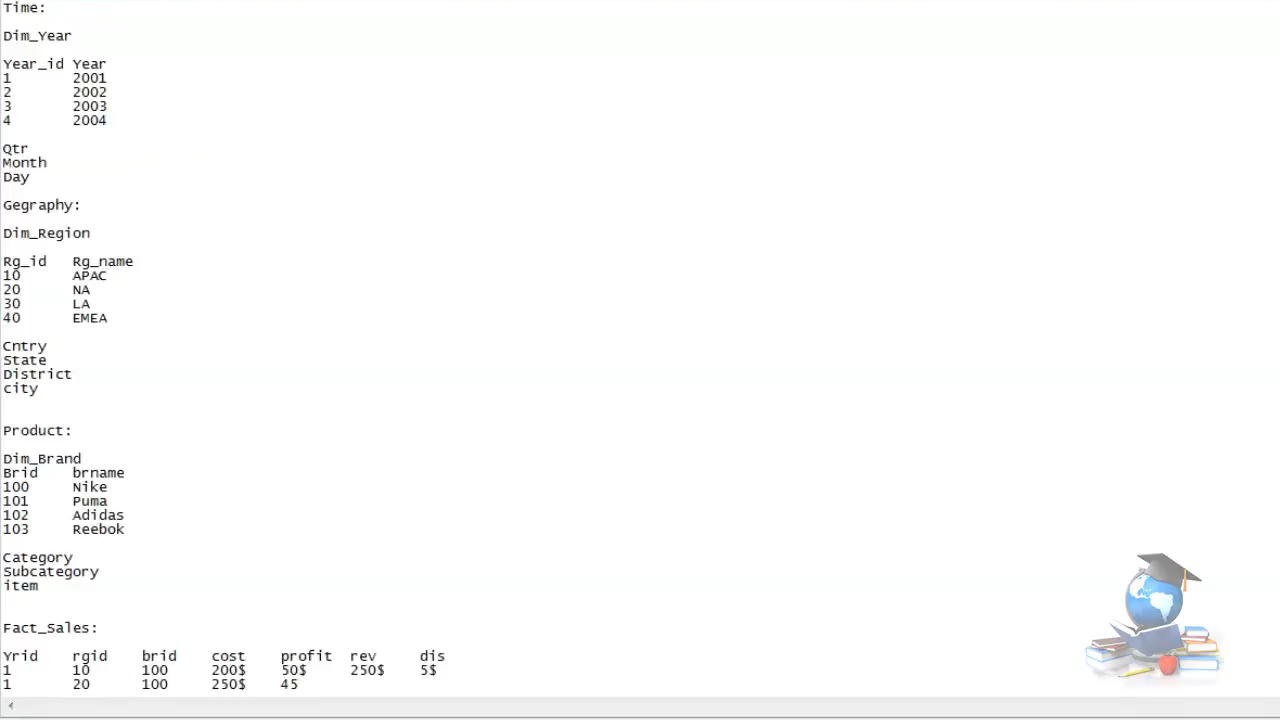 Time:
Dim_Year
Year_id Year
1 2001
2 2002
3 2003
4 2004
Qtr
Month
Day
Gegraphy:
Dim_Region
Rg_id Rg_name
10 APAC
20 NA
30 LA
40 EMEA
Cntry
State
District
city
Product:
Dim_Brand
Brid brname
100 Nike
101 Puma
102 Adidas
103 Reebok
Category
Subcategory
item
Fact_Sales:
Yrid rgid brid cost profit rev dis
1 10 100 200$ 50$ 250$ 5$
1 20 100 250$ 45